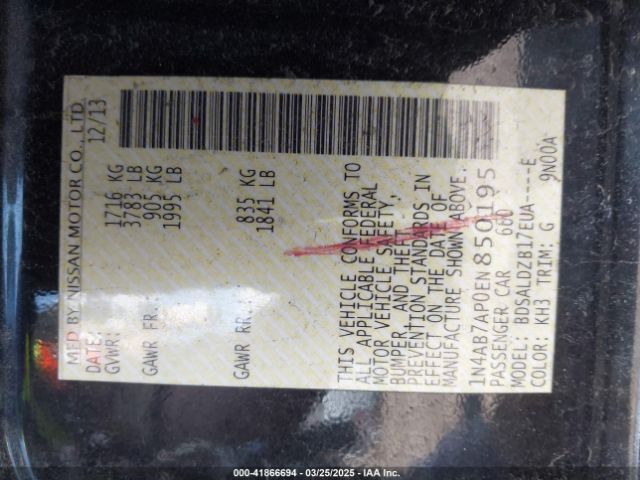 MFD BY NISSAN MOTOR CO., LTD.
DATE: 12/13
GVWR: 1716 KG
3783 LB
GAWR FR.: 905 KG
1995 LB
GAWR RR.: 835 KG
1841 LB
THIS VEHICLE CONFORMS TO
ALL APPLICABLE FEDERAL
MOTOR VEHICLE SAFETY,
BUMPER, AND THEFT
PREVENTION STANDARDS IN
EFFECT ON THE DATE OF
MANUFACTURE SHOWN ABOVE.
1N4AB7AP0EN850195
PASSENGER CAR 660
MODEL: BDSALDZB17EUA----E
COLOR: KH3 TRIM: G 9N00A
000-41866694 — 03/25/2025 — IAA Inc.